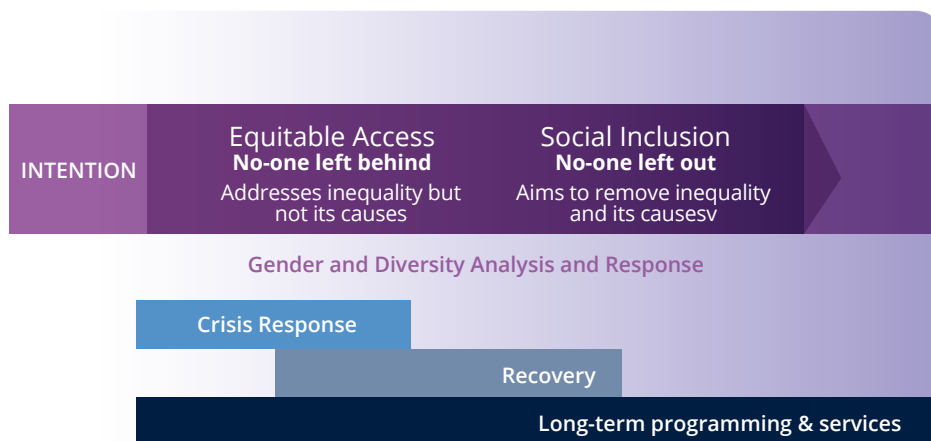 INTENTION
Equitable Access
No-one left behind
Addresses inequality but
not its causes
Social Inclusion
No-one left out
Aims to remove inequality
and its causesv
Gender and Diversity Analysis and Response
Crisis Response
Recovery
Long-term programming & services